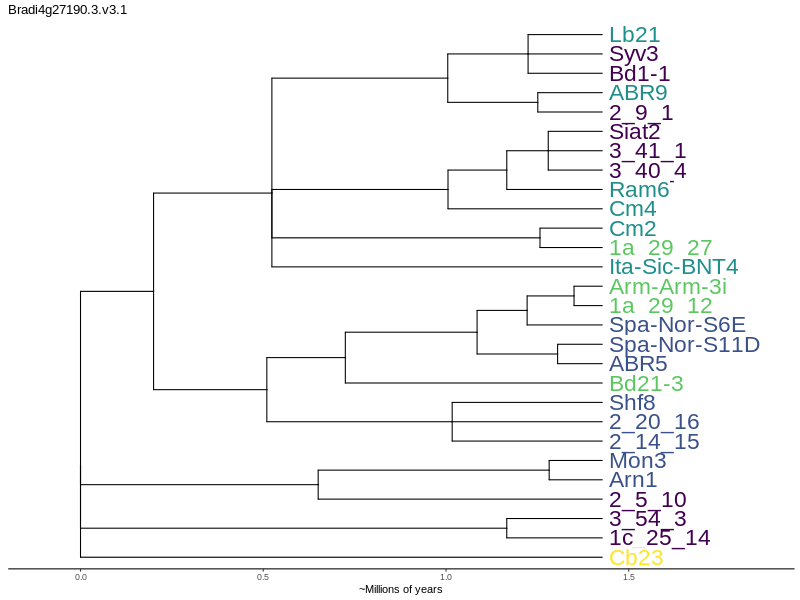 Bradi4g27190.3.v3.1
Lb21
Syv3
Bd1-1
ABR9
2_9_1
Siat2
3_41_1
3_40_4
Ram6
Cm4
Cm2
1a_29_27
Ita-Sic-BNT4
Arm-Arm-3i
1a_29_12
Spa-Nor-S6E
Spa-Nor-S11D
ABR5
Bd21-3
Shf8
2_20_16
2_14_15
Mon3
Arn1
2_5_10
3_54_3
1c_25_14
Cb23
0.0 0.5 1.0 1.5
~Millions of years